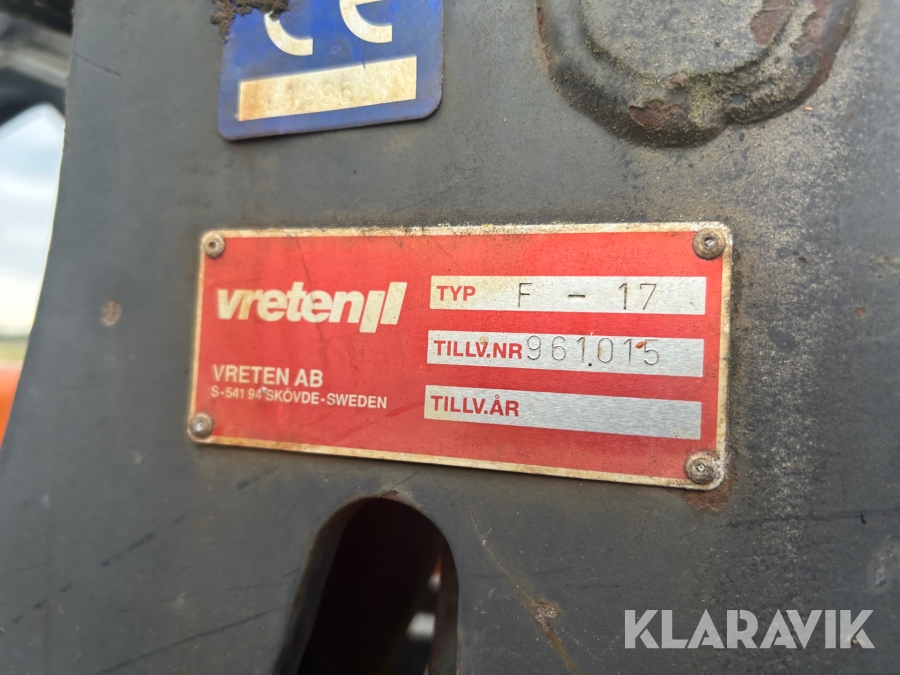 CE
vreten
TYP F - 17
TILLV.NR 961015
TILLV.ÅR
VRETEN AB
S-541 94 SKÖVDE-SWEDEN
KLARAVIK